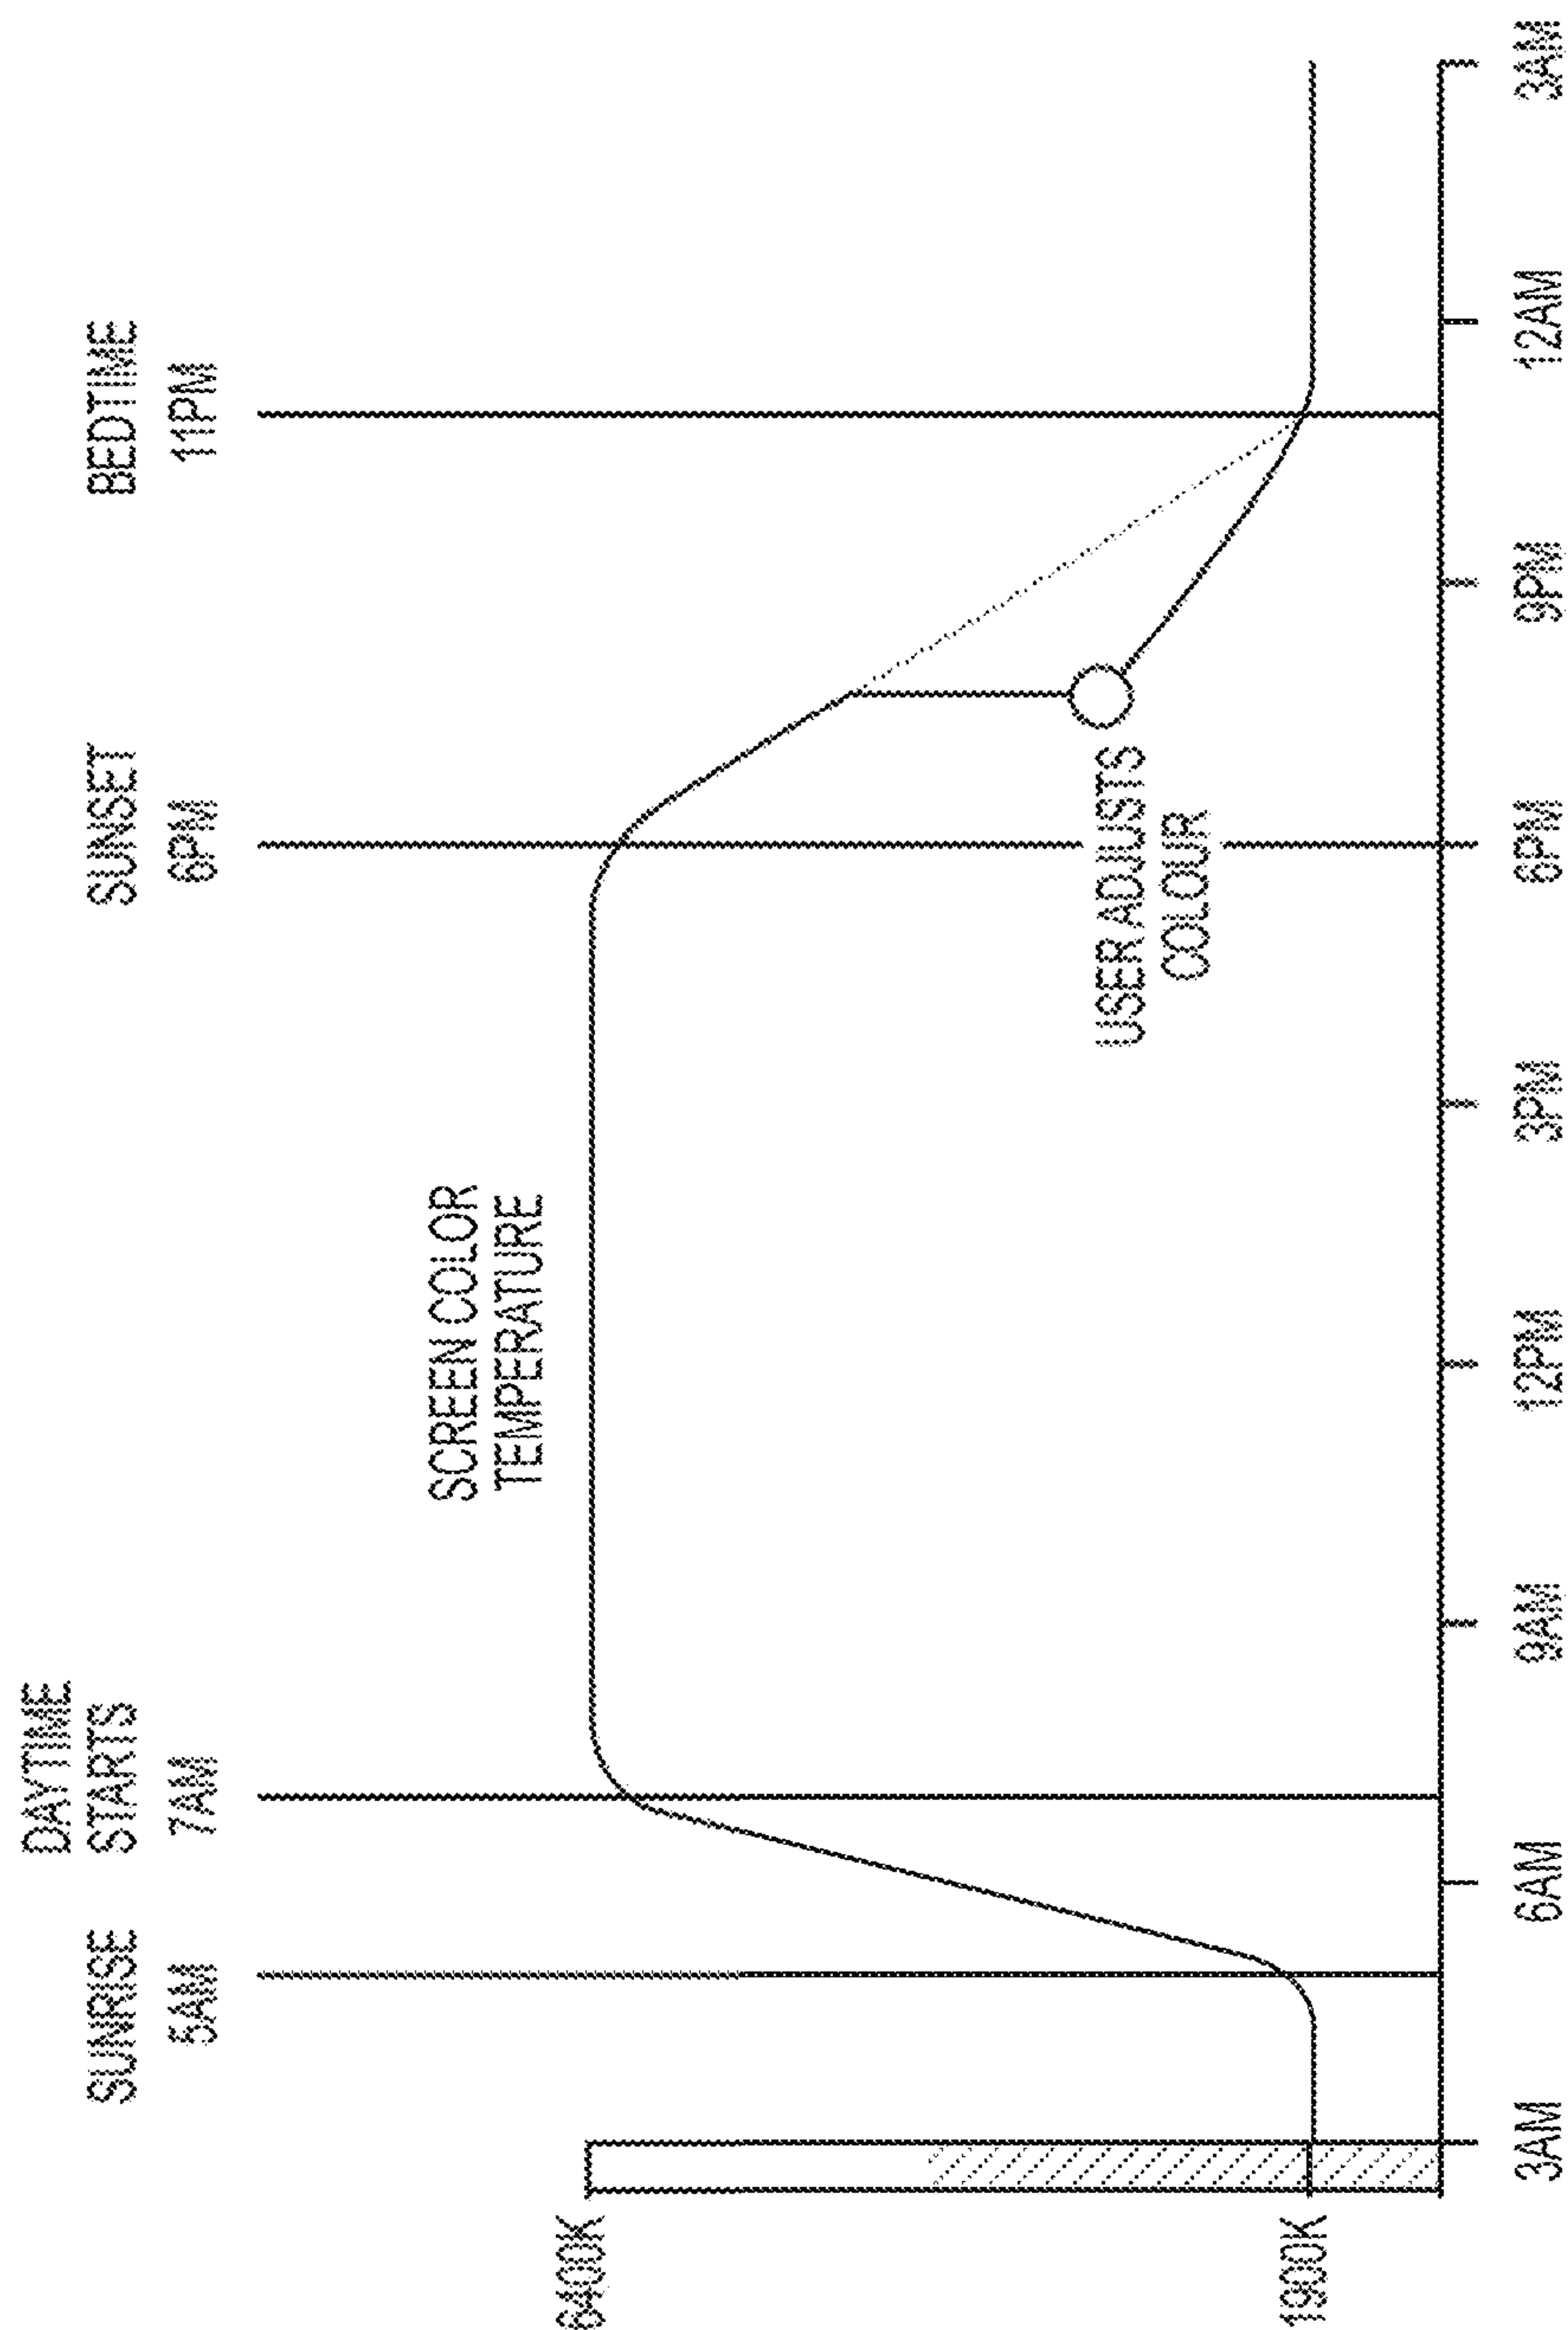 SUNRISE
5AM
DAYTIME
STARTS
7AM
SUNSET
6PM
BEDTIME
11PM
SCREEN COLOR
TEMPERATURE
USER ADJUSTS
COLOUR
6400K
1900K
3AM
6AM
9AM
12PM
3PM
6PM
9PM
12AM
3AM